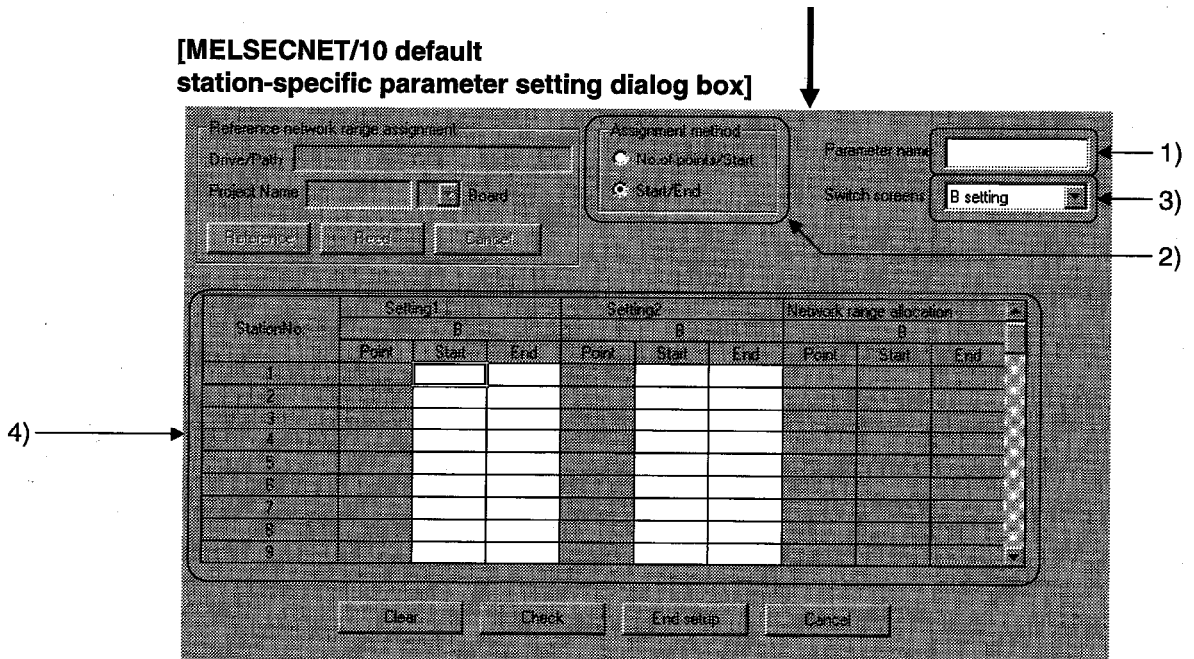 [MELSECNET/10 default
station-specific parameter setting dialog box]
Reference network range assignment
Assignment method
Drive/Path
No.of points/Start
Parameter name
1)
Project Name
Board
Start/End
Switch screens
B setting
3)
Reference
Read
Cancel
2)
StationNo.
Setting1
Setting2
Network range allocation
B
B
B
Point
Start
End
Point
Start
End
Point
Start
End
1
2
3
4
4)
5
6
7
8
9
Clear
Check
End setup
Cancel